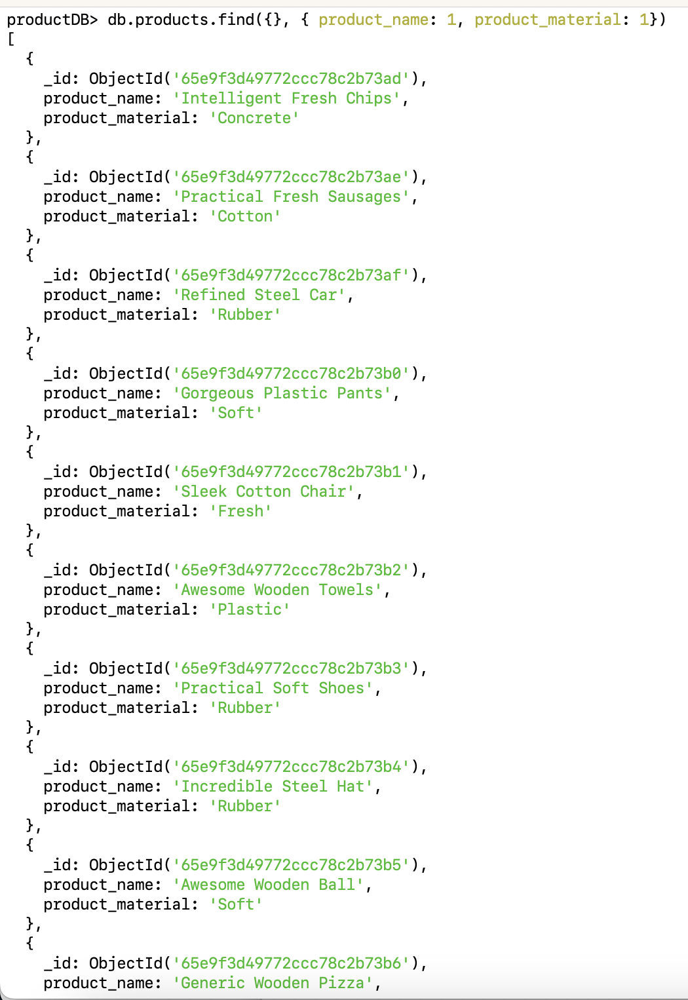 productDB> db.products.find({}, { product_name: 1, product_material: 1})
[
  {
    _id: ObjectId('65e9f3d49772ccc78c2b73ad'),
    product_name: 'Intelligent Fresh Chips',
    product_material: 'Concrete'
  },
  {
    _id: ObjectId('65e9f3d49772ccc78c2b73ae'),
    product_name: 'Practical Fresh Sausages',
    product_material: 'Cotton'
  },
  {
    _id: ObjectId('65e9f3d49772ccc78c2b73af'),
    product_name: 'Refined Steel Car',
    product_material: 'Rubber'
  },
  {
    _id: ObjectId('65e9f3d49772ccc78c2b73b0'),
    product_name: 'Gorgeous Plastic Pants',
    product_material: 'Soft'
  },
  {
    _id: ObjectId('65e9f3d49772ccc78c2b73b1'),
    product_name: 'Sleek Cotton Chair',
    product_material: 'Fresh'
  },
  {
    _id: ObjectId('65e9f3d49772ccc78c2b73b2'),
    product_name: 'Awesome Wooden Towels',
    product_material: 'Plastic'
  },
  {
    _id: ObjectId('65e9f3d49772ccc78c2b73b3'),
    product_name: 'Practical Soft Shoes',
    product_material: 'Rubber'
  },
  {
    _id: ObjectId('65e9f3d49772ccc78c2b73b4'),
    product_name: 'Incredible Steel Hat',
    product_material: 'Rubber'
  },
  {
    _id: ObjectId('65e9f3d49772ccc78c2b73b5'),
    product_name: 'Awesome Wooden Ball',
    product_material: 'Soft'
  },
  {
    _id: ObjectId('65e9f3d49772ccc78c2b73b6'),
    product_name: 'Generic Wooden Pizza',